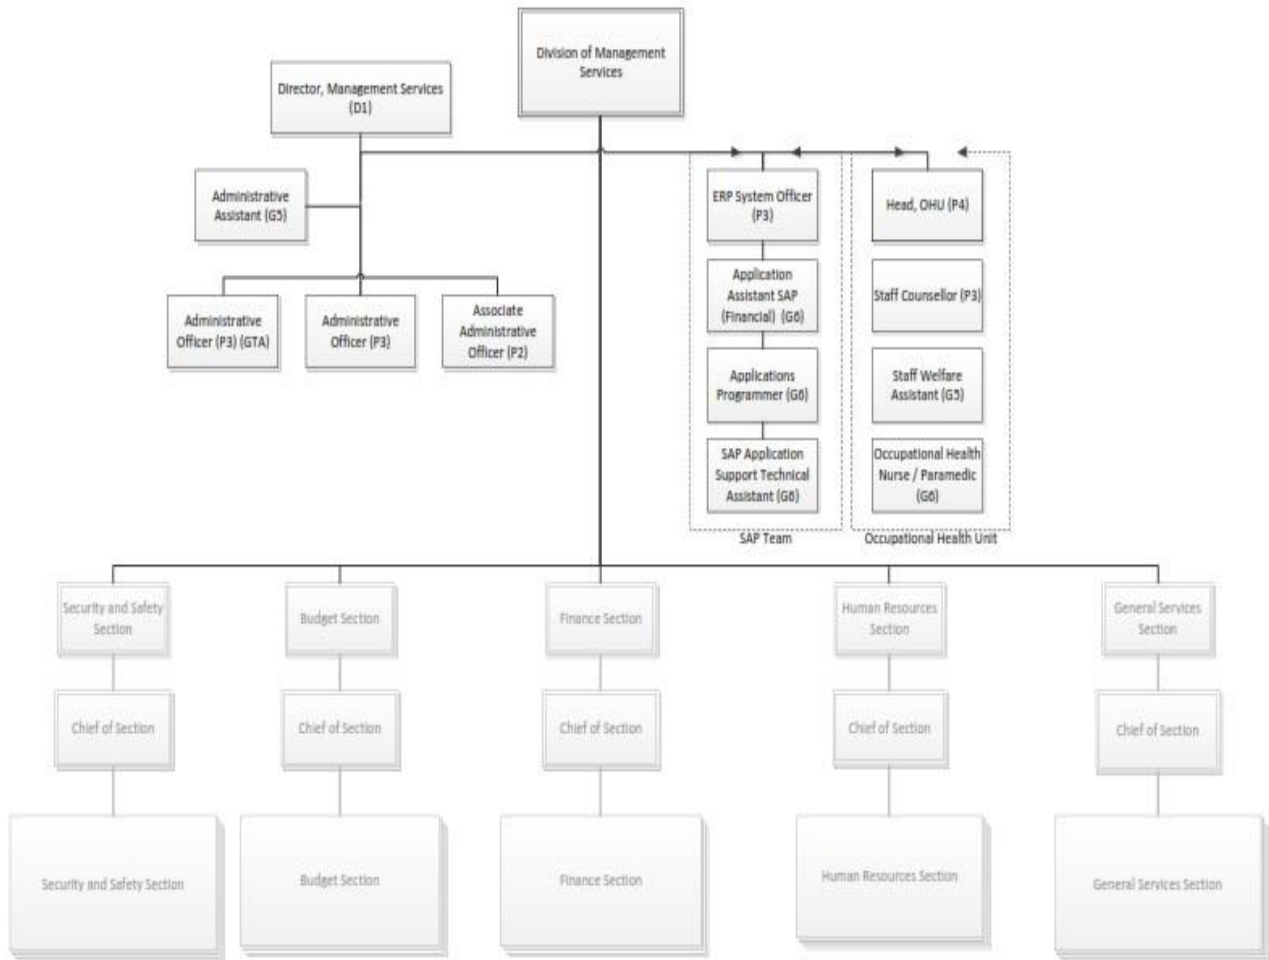 Division of Management
Services
Director, Management Services
(D1)
Administrative
Assistant (G5)
ERP System Officer
(P3)
Head, OHU (P4)
Application
Assistant SAP
(Financial) (G6)
Staff Counsellor (P3)
Administrative
Officer (P3) (GTA)
Administrative
Officer (P3)
Associate
Administrative
Officer (P2)
Applications
Programmer (G6)
Staff Welfare
Assistant (G5)
SAP Application
Support Technical
Assistant (G6)
Occupational Health
Nurse / Paramedic
(G6)
SAP Team
Occupational Health Unit
Security and Safety
Section
Budget Section
Finance Section
Human Resources
Section
General Services
Section
Chief of Section
Chief of Section
Chief of Section
Chief of Section
Chief of Section
Security and Safety Section
Budget Section
Finance Section
Human Resources Section
General Services Section